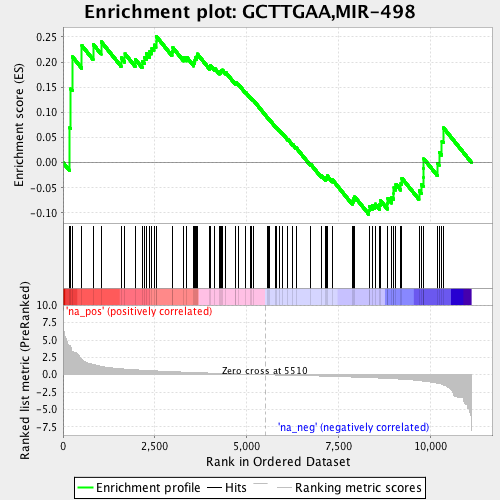 Enrichment plot: GCTTGAA,MIR-498
Enrichment score (ES)
0.25
0.20
0.15
0.10
0.05
0.00
-0.05
-0.10
'na_pos' (positively correlated)
Ranked list metric (PreRanked)
10.0
7.5
5.0
2.5
0.0
-2.5
-5.0
-7.5
Zero cross at 5510
'na_neg' (negatively correlated)
0
2,500
5,000
7,500
10,000
Rank in Ordered Dataset
Enrichment profile
Hits
Ranking metric scores